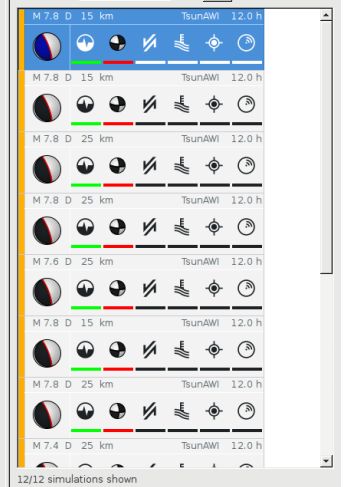 M 7.8 D 15 km TsunAWI 12.0 h
M 7.8 D 15 km TsunAWI 12.0 h
M 7.8 D 25 km TsunAWI 12.0 h
M 7.8 D 25 km TsunAWI 12.0 h
M 7.6 D 25 km TsunAWI 12.0 h
M 7.8 D 15 km TsunAWI 12.0 h
M 7.8 D 25 km TsunAWI 12.0 h
M 7.4 D 25 km TsunAWI 12.0 h
12/12 simulations shown